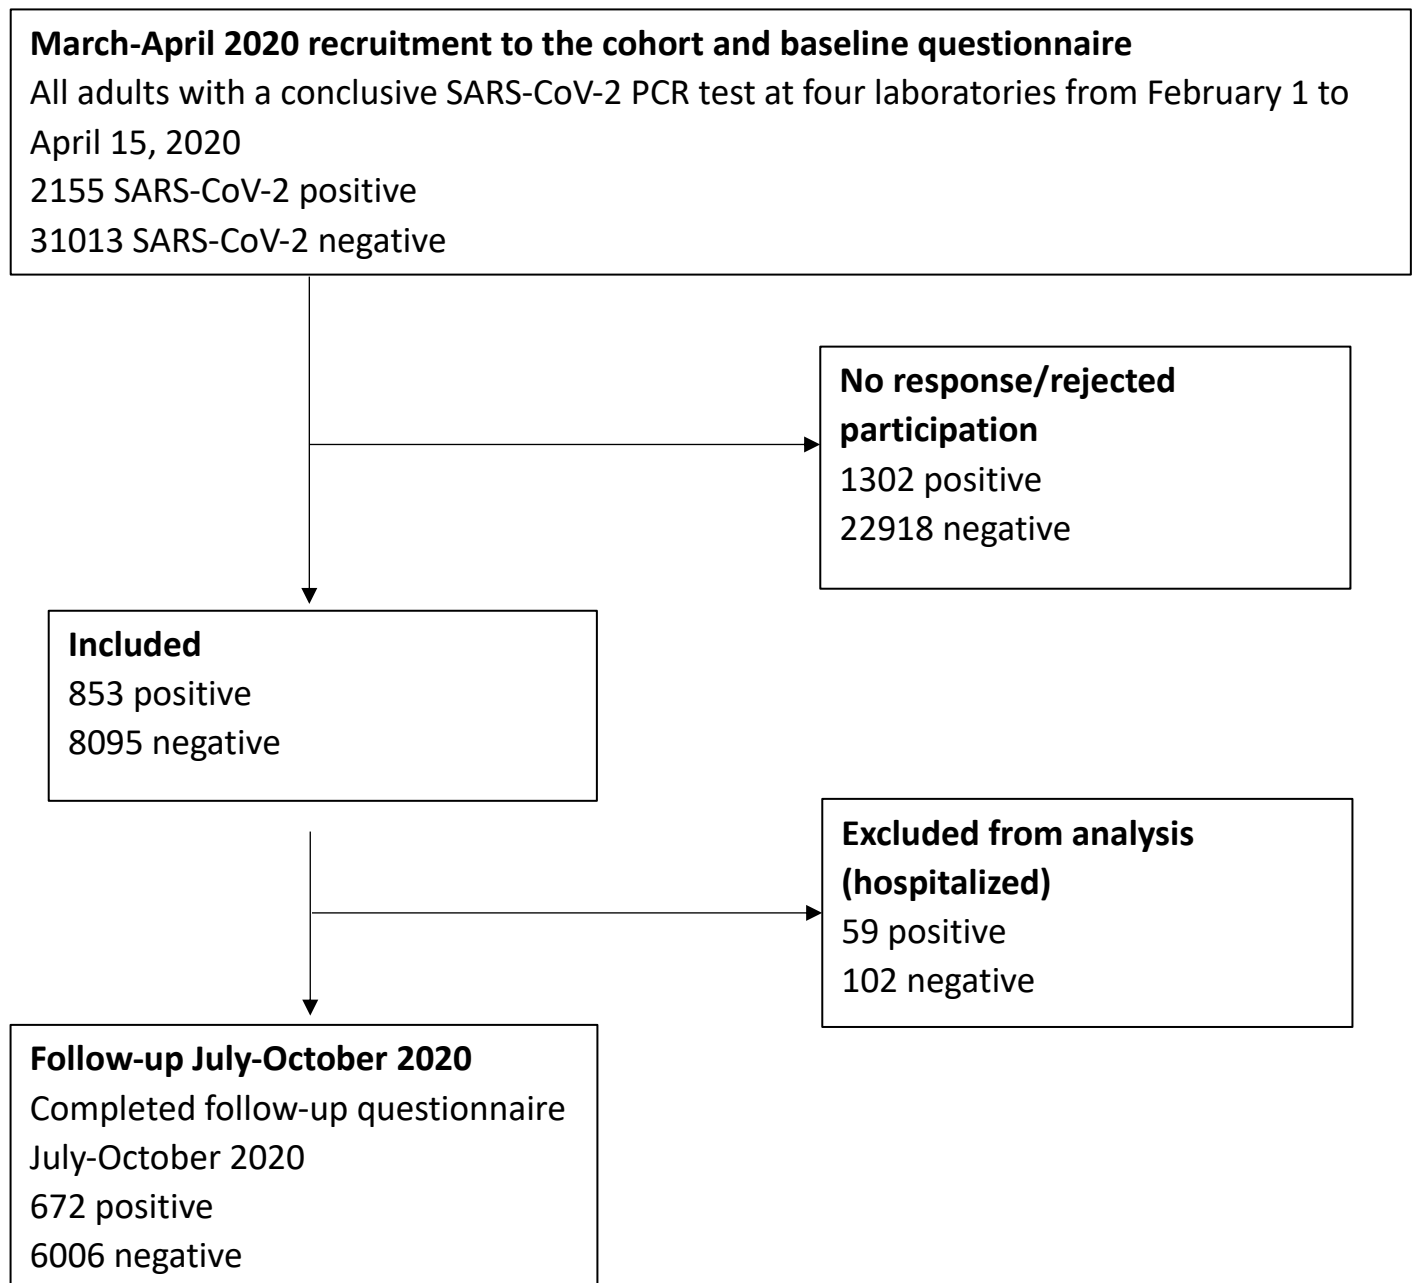 March-April 2020 recruitment to the cohort and baseline questionnaire
All adults with a conclusive SARS-CoV-2 PCR test at four laboratories from February 1 to
April 15, 2020
2155 SARS-CoV-2 positive
31013 SARS-CoV-2 negative
No response/rejected
participation
1302 positive
22918 negative
Included
853 positive
8095 negative
Excluded from analysis
(hospitalized)
59 positive
102 negative
Follow-up July-October 2020
Completed follow-up questionnaire
July-October 2020
672 positive
6006 negative